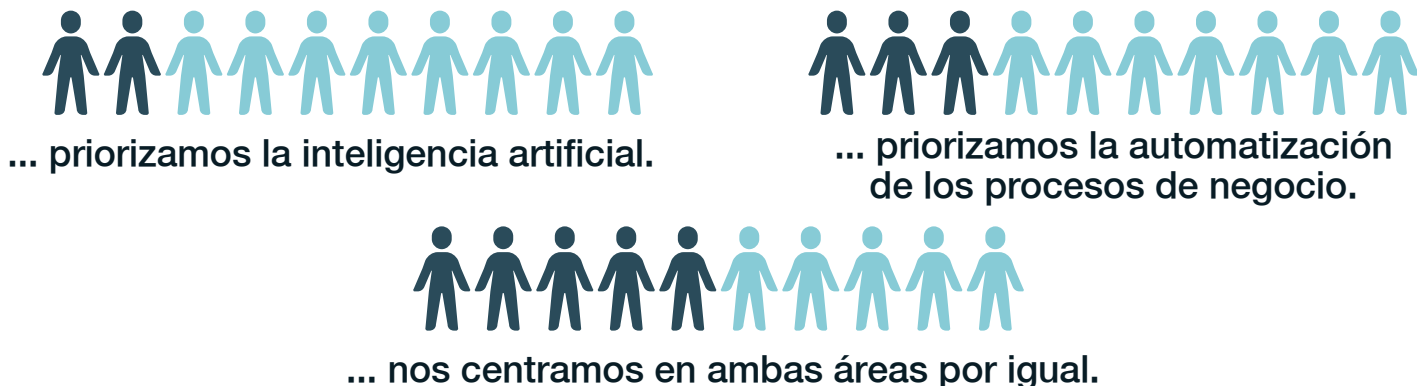 ... priorizamos la inteligencia artificial.
... priorizamos la automatización
de los procesos de negocio.
... nos centramos en ambas áreas por igual.